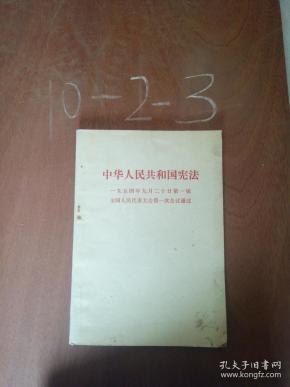 10-2-3
中华人民共和国宪法
一九五四年九月二十日第一届
全国人民代表大会第一次会议通过
孔夫子旧书网